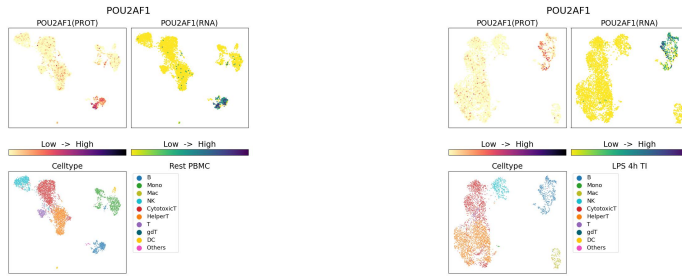 POU2AF1
POU2AF1(PROT) POU2AF1(RNA)
Low -> High Low -> High
Celltype Rest PBMC
B
Mono
Mac
NK
CytotoxicT
HelperT
T
gdT
DC
Others
POU2AF1
POU2AF1(PROT) POU2AF1(RNA)
Low -> High Low -> High
Celltype LPS 4h TI
B
Mono
Mac
NK
CytotoxicT
HelperT
T
gdT
DC
Others